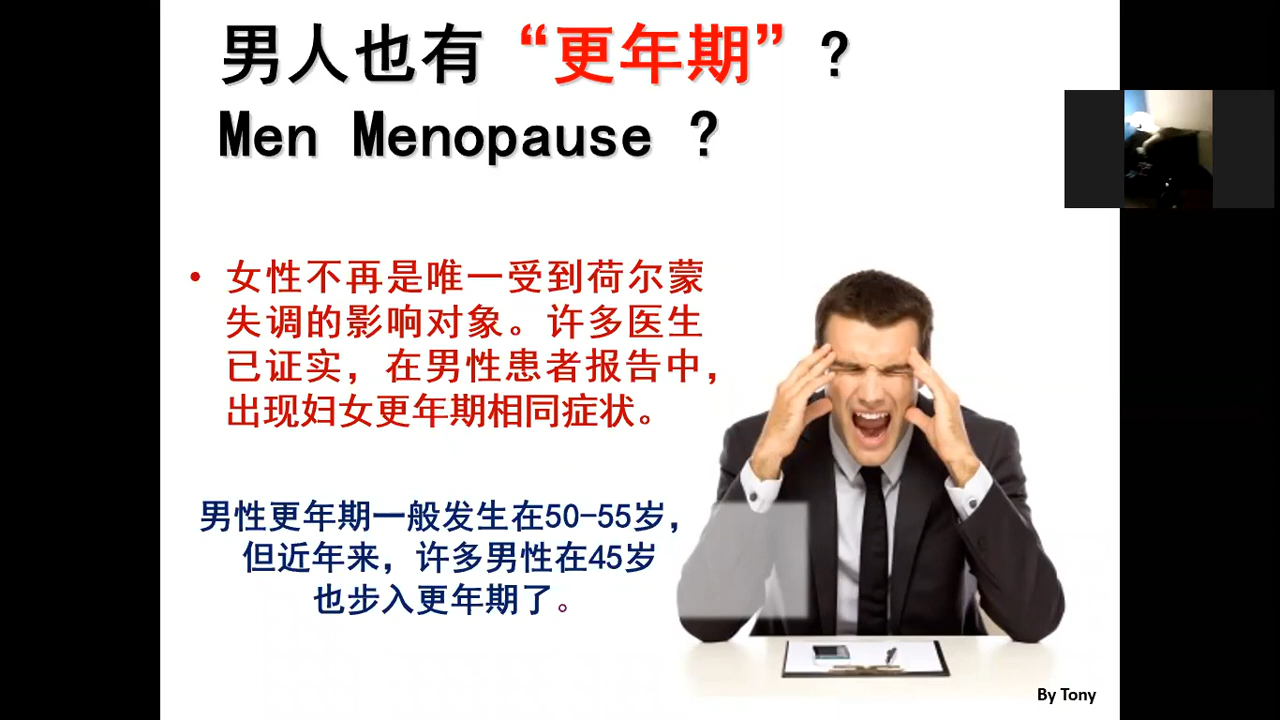 男人也有“更年期”?
Men Menopause ?
• 女性不再是唯一受到荷尔蒙
失调的影响对象。许多医生
已证实，在男性患者报告中，
出现妇女更年期相同症状。
男性更年期一般发生在50-55岁，
但近年来，许多男性在45岁
也步入更年期了。
By Tony